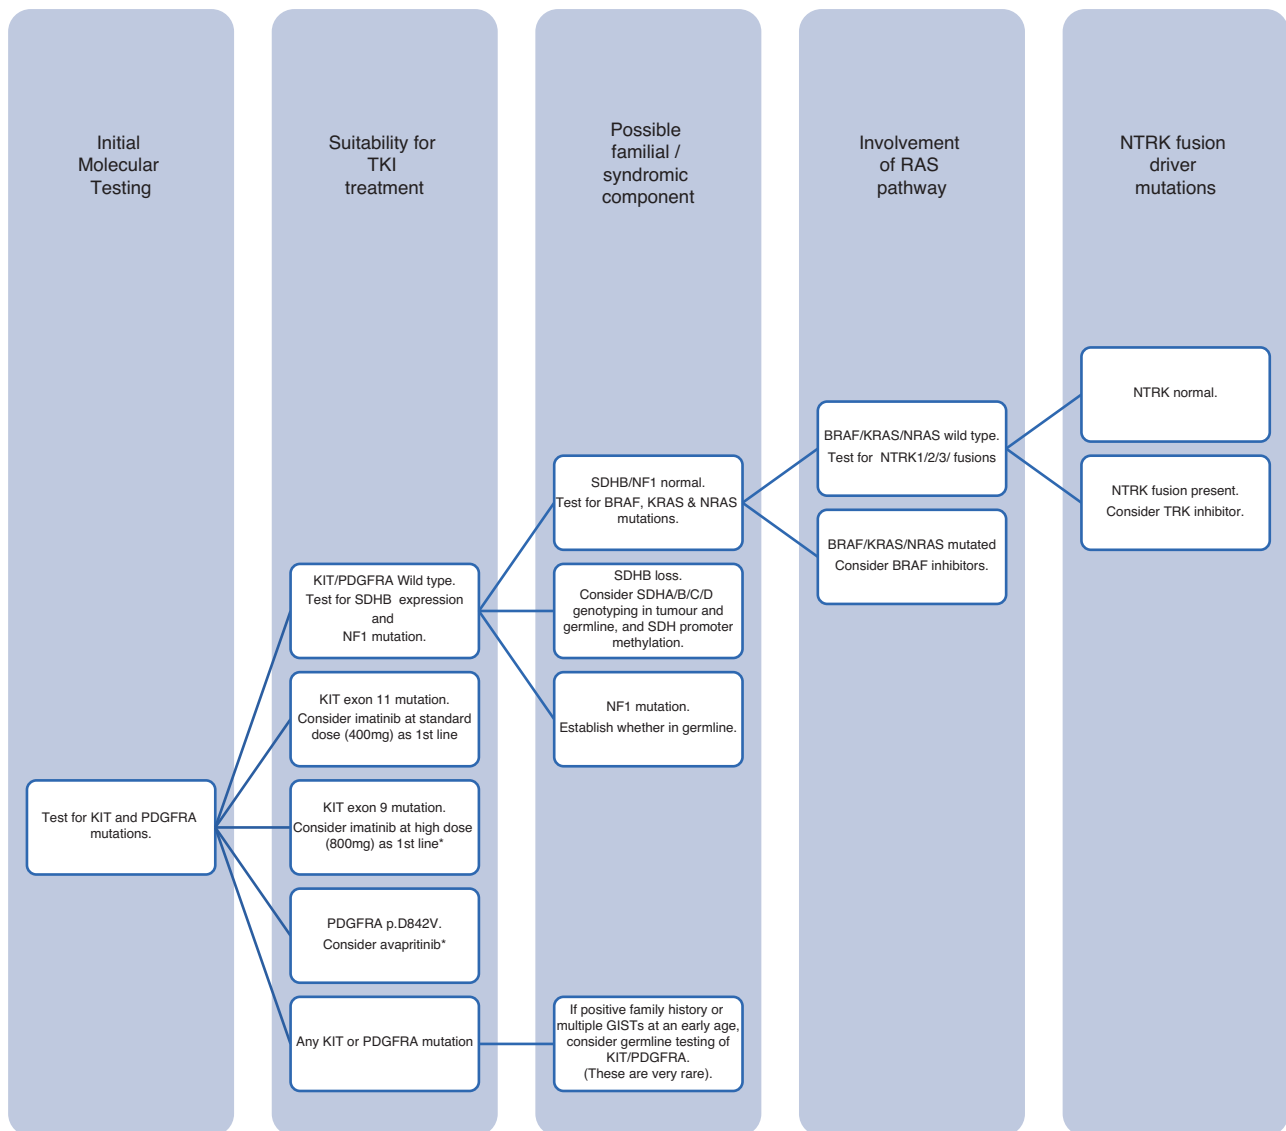 Initial
Molecular
Testing
Suitability for
TKI
treatment
Possible
familial /
syndromic
component
Involvement
of RAS
pathway
NTRK fusion
driver
mutations
Test for KIT and PDGFRA
mutations.
KIT/PDGFRA Wild type.
Test for SDHB expression
and
NF1 mutation.
KIT exon 11 mutation.
Consider imatinib at standard
dose (400mg) as 1st line
KIT exon 9 mutation.
Consider imatinib at high dose
(800mg) as 1st line*
PDGFRA p.D842V.
Consider avapritinib*
Any KIT or PDGFRA mutation
SDHB/NF1 normal.
Test for BRAF, KRAS & NRAS
mutations.
SDHB loss.
Consider SDHA/B/C/D
genotyping in tumour and
germline, and SDH promoter
methylation.
NF1 mutation.
Establish whether in germline.
If positive family history or
multiple GISTs at an early age,
consider germline testing of
KIT/PDGFRA.
(These are very rare).
BRAF/KRAS/NRAS wild type.
Test for NTRK1/2/3/ fusions
BRAF/KRAS/NRAS mutated
Consider BRAF inhibitors.
NTRK normal.
NTRK fusion present.
Consider TRK inhibitor.